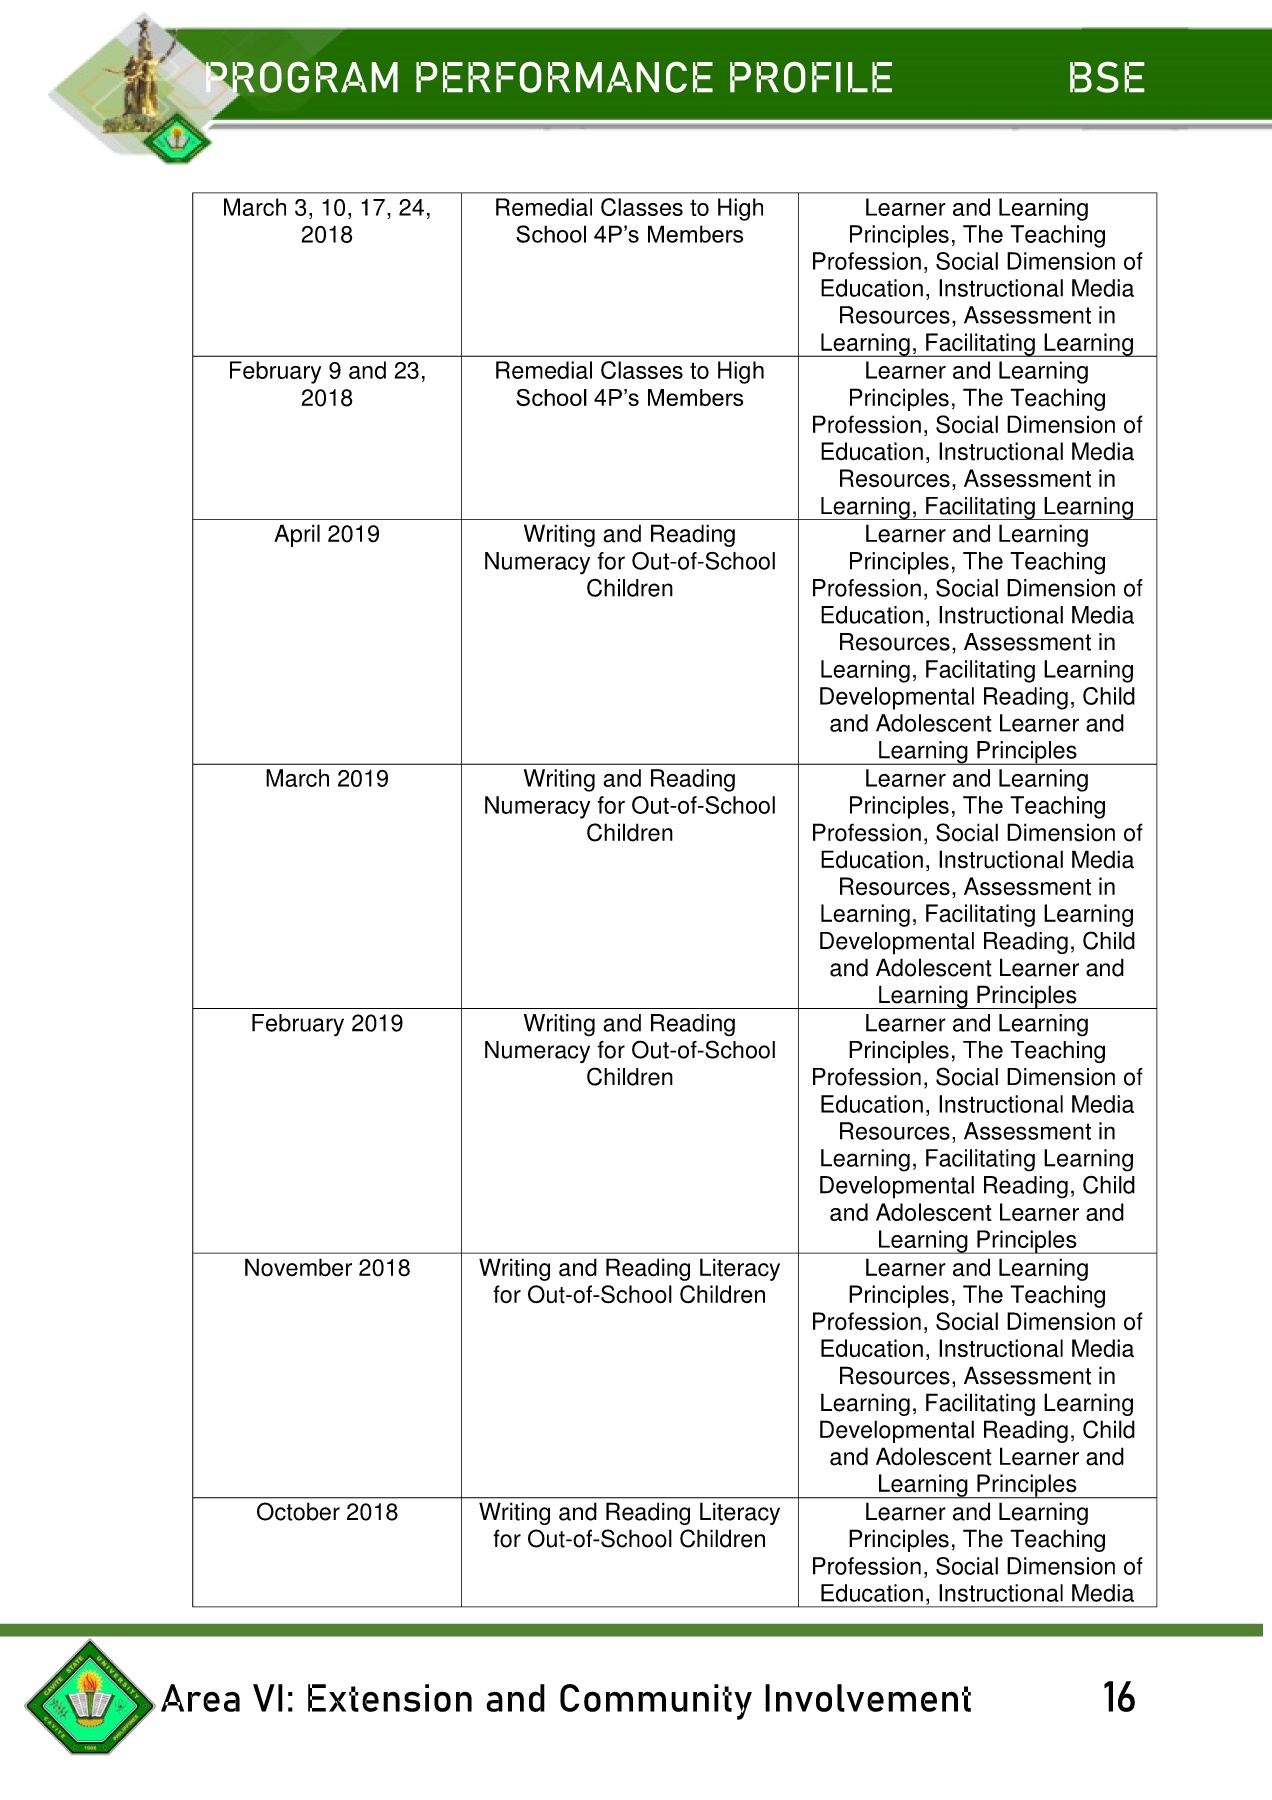 PROGRAM PERFORMANCE PROFILE BSE
March 3, 10, 17, 24,
2018
Remedial Classes to High
School 4P’s Members
Learner and Learning
Principles, The Teaching
Profession, Social Dimension of
Education, Instructional Media
Resources, Assessment in
Learning, Facilitating Learning
February 9 and 23,
2018
Remedial Classes to High
School 4P’s Members
Learner and Learning
Principles, The Teaching
Profession, Social Dimension of
Education, Instructional Media
Resources, Assessment in
Learning, Facilitating Learning
April 2019
Writing and Reading
Numeracy for Out-of-School
Children
Learner and Learning
Principles, The Teaching
Profession, Social Dimension of
Education, Instructional Media
Resources, Assessment in
Learning, Facilitating Learning
Developmental Reading, Child
and Adolescent Learner and
Learning Principles
March 2019
Writing and Reading
Numeracy for Out-of-School
Children
Learner and Learning
Principles, The Teaching
Profession, Social Dimension of
Education, Instructional Media
Resources, Assessment in
Learning, Facilitating Learning
Developmental Reading, Child
and Adolescent Learner and
Learning Principles
February 2019
Writing and Reading
Numeracy for Out-of-School
Children
Learner and Learning
Principles, The Teaching
Profession, Social Dimension of
Education, Instructional Media
Resources, Assessment in
Learning, Facilitating Learning
Developmental Reading, Child
and Adolescent Learner and
Learning Principles
November 2018
Writing and Reading Literacy
for Out-of-School Children
Learner and Learning
Principles, The Teaching
Profession, Social Dimension of
Education, Instructional Media
Resources, Assessment in
Learning, Facilitating Learning
Developmental Reading, Child
and Adolescent Learner and
Learning Principles
October 2018
Writing and Reading Literacy
for Out-of-School Children
Learner and Learning
Principles, The Teaching
Profession, Social Dimension of
Education, Instructional Media
CAVITE STATE UNIVERSITY
CAVITE PHILIPPINES
1906
Area VI: Extension and Community Involvement 16